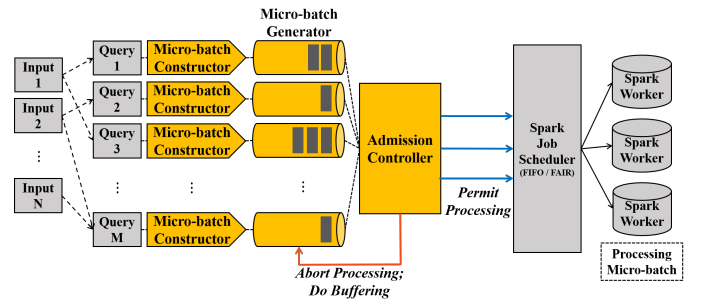 Micro-batch
Generator
Input
1
Input
2
⋮
Input
N
Query
1
Query
2
Query
3
⋮
Query
M
Micro-batch
Constructor
Micro-batch
Constructor
Micro-batch
Constructor
⋮
Micro-batch
Constructor
⋮
Admission
Controller
Permit
Processing
Abort Processing;
Do Buffering
Spark
Job
Scheduler
(FIFO / FAIR)
Spark
Worker
Spark
Worker
Spark
Worker
Processing
Micro-batch